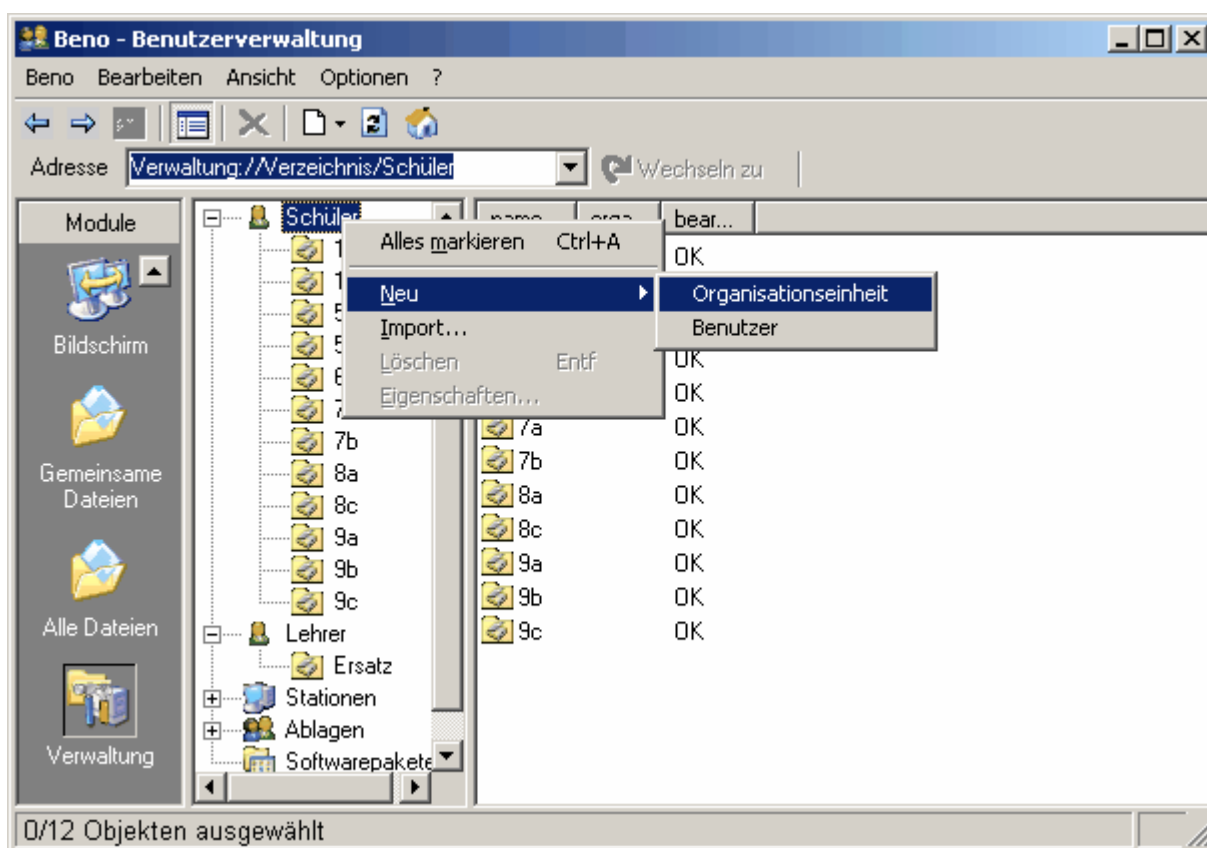 Beno - Benutzerverwaltung
Beno Bearbeiten Ansicht Optionen ?
Adresse Verwaltung://Verzeichnis/Schüler Wechseln zu
Module
Bildschirm
Gemeinsame
Dateien
Alle Dateien
Verwaltung
Schüler
7b
8a
8c
9a
9b
9c
Lehrer
Ersatz
Stationen
Ablagen
Softwarepakete
Alles markieren Ctrl+A
Neu
Import...
Löschen Entf
Eigenschaften...
Organisationseinheit
Benutzer
bear...
OK
OK
OK
7a OK
7b OK
8a OK
8c OK
9a OK
9b OK
9c OK
0/12 Objekten ausgewählt